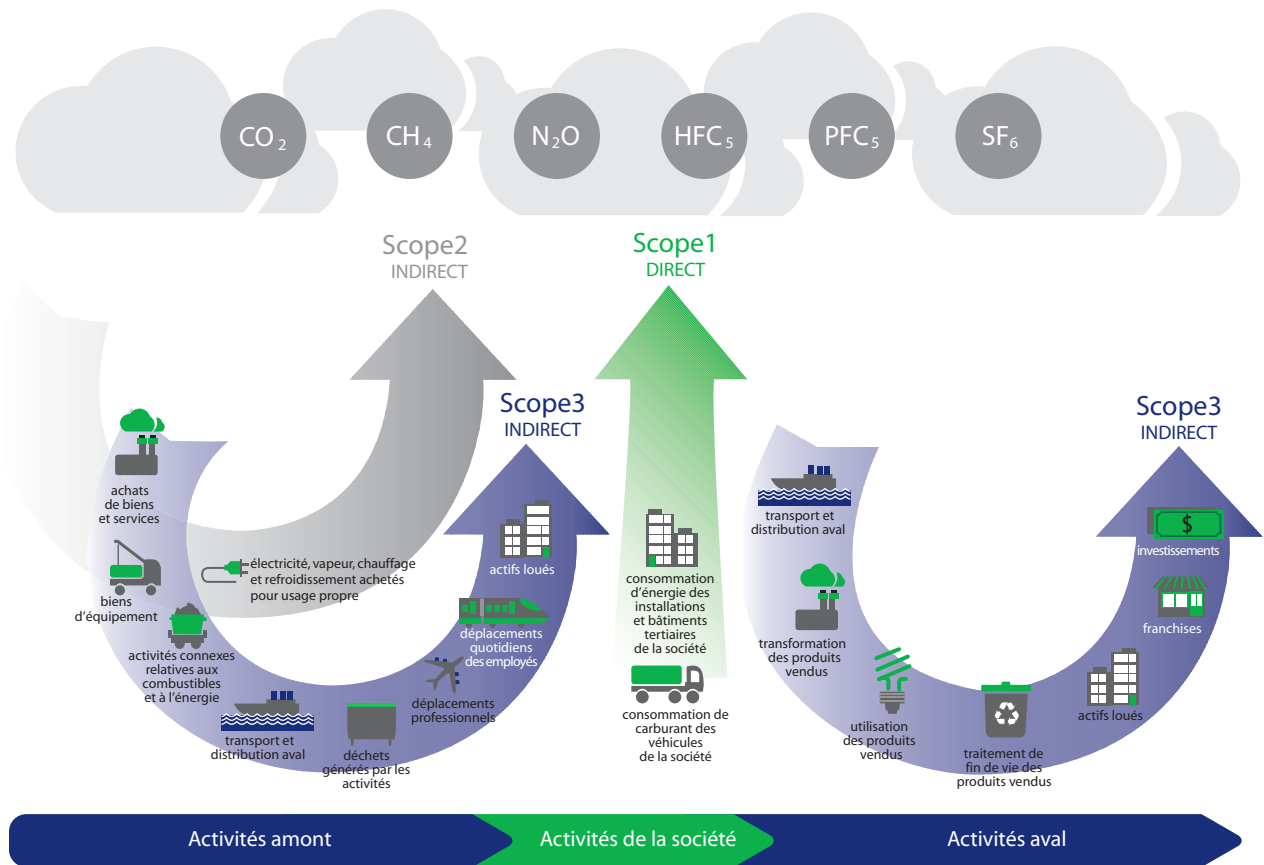 CO₂
CH₄
N₂O
HFC₅
PFC₅
SF₆
Scope2
INDIRECT
Scope1
DIRECT
Scope3
INDIRECT
Scope3
INDIRECT
achats
de biens
et services
biens
d'équipement
électricité, vapeur, chauffage
et refroidissement achetés
pour usage propre
activités connexes
relatives aux
combustibles
et à l'énergie
transport et
distribution aval
déchets
générés par les
activités
déplacements
professionnels
déplacements
quotidiens
des employés
actifs loués
consommation
d'énergie des
installations
et bâtiments
tertiaires
de la société
consommation de
carburant des
véhicules
de la société
transport et
distribution aval
transformation
des produits
vendus
utilisation
des produits
vendus
traitement de
fin de vie des
produits vendus
actifs loués
franchises
$
investissements
Activités amont
Activités de la société
Activités aval